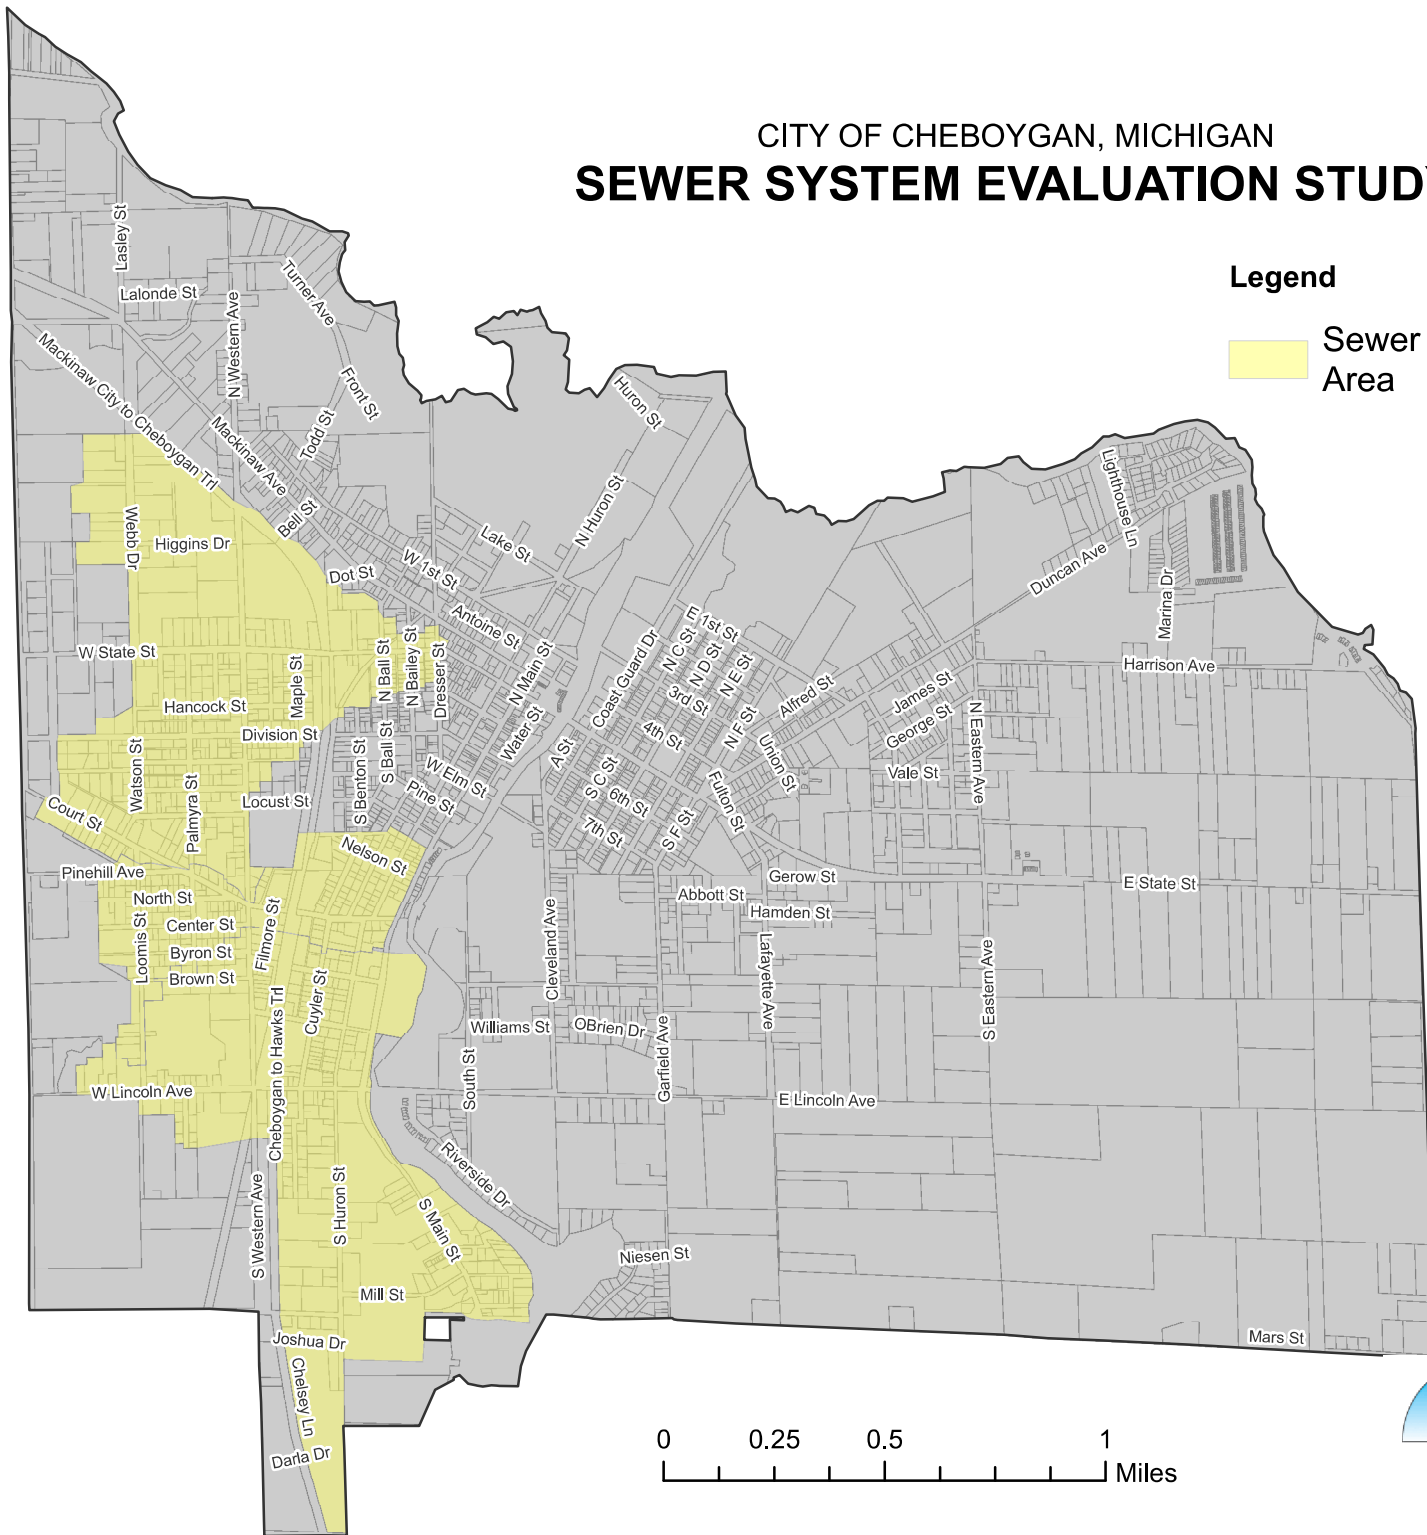 CITY OF CHEBOYGAN, MICHIGAN
SEWER SYSTEM EVALUATION STUDY
Legend
Sewer
Area
Lasley St
Lalonde St
N Western Ave
Turner Ave
Mackinaw City to Cheboygan Trl
Front St
Todd St
Mackinaw Ave
Bell St
Huron St
N Huron St
Lake St
Lighthouse Ln
Duncan Ave
Marina Dr
Webb Dr
Higgins Dr
Dot St
W 1st St
Antoine St
E 1st St
W State St
Maple St
N Ball St
N Bailey St
Dresser St
N Main St
Coast Guard Dr
N C St
N D St
N E St
Harrison Ave
Hancock St
Division St
3rd St
4th St
N F St
Alfred St
James St
George St
N Eastern Ave
Water St
A St
Union St
Vale St
Watson St
Palmyra St
Locust St
S Benton St
S Ball St
W Elm St
Pine St
S C St
6th St
7th St
S F St
Fulton St
Court St
Nelson St
Pinehill Ave
Gerow St
E State St
North St
Abbott St
Hamden St
Center St
Loomis St
Byron St
Brown St
Filmore St
Cuyler St
Cleveland Ave
Lafayette Ave
S Eastern Ave
Williams St
OBrien Dr
Garfield Ave
South St
Cheboygan to Hawks Trl
W Lincoln Ave
E Lincoln Ave
Riverside Dr
S Western Ave
S Huron St
S Main St
Niesen St
Mill St
Joshua Dr
Mars St
Chelsey Ln
Darla Dr
0 0.25 0.5 1
Miles